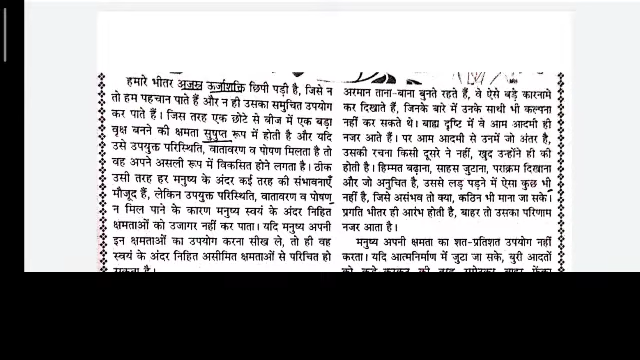 हमारे भीतर अजस्त्र ऊर्जाशक्ति छिपी पड़ी है, जिसे न
तो हम पहचान पाते हैं और न ही उसका समुचित उपयोग
कर पाते हैं। जिस तरह एक छोटे से बीज में एक बड़ा
वृक्ष बनने की क्षमता सुषुप्त रूप में होती है और यदि
उसे उपयुक्त परिस्थिति, वातावरण व पोषण मिलता है तो
वह अपने असली रूप में विकसित होने लगता है। ठीक
उसी तरह हर मनुष्य के अंदर कई तरह की संभावनाएँ
मौजूद हैं, लेकिन उपयुक्त परिस्थिति, वातावरण व पोषण
न मिल पाने के कारण मनुष्य स्वयं के अंदर निहित
क्षमताओं को उजागर नहीं कर पाता। यदि मनुष्य अपनी
इन क्षमताओं का उपयोग करना सीख ले, तो ही वह
स्वयं के अंदर निहित असीमित क्षमताओं से परिचित हो
सकता है।
अरमान ताना-बाना बुनते रहते हैं, वे ऐसे बड़े कारनामे
कर दिखाते हैं, जिनके बारे में उनके साथी भी कल्पना
नहीं कर सकते थे। बाह्य दृष्टि में वे आम आदमी ही
नजर आते हैं। पर आम आदमी से उनमें जो अंतर है,
उसकी रचना किसी दूसरे ने नहीं, खुद उन्होंने ही की
होती है। हिम्मत बढ़ाना, साहस जुटाना, पराक्रम दिखाना
और जो अनुचित है, उससे लड़ पड़ने में ऐसा कुछ भी
नहीं है, जिसे असंभव तो क्या, कठिन भी माना जा सके।
प्रगति भीतर ही आरंभ होती है, बाहर तो उसका परिणाम
नजर आता है।
मनुष्य अपनी क्षमता का शत-प्रतिशत उपयोग नहीं
करता। यदि आत्मनिर्माण में जुटा जा सके, बुरी आदतों
को